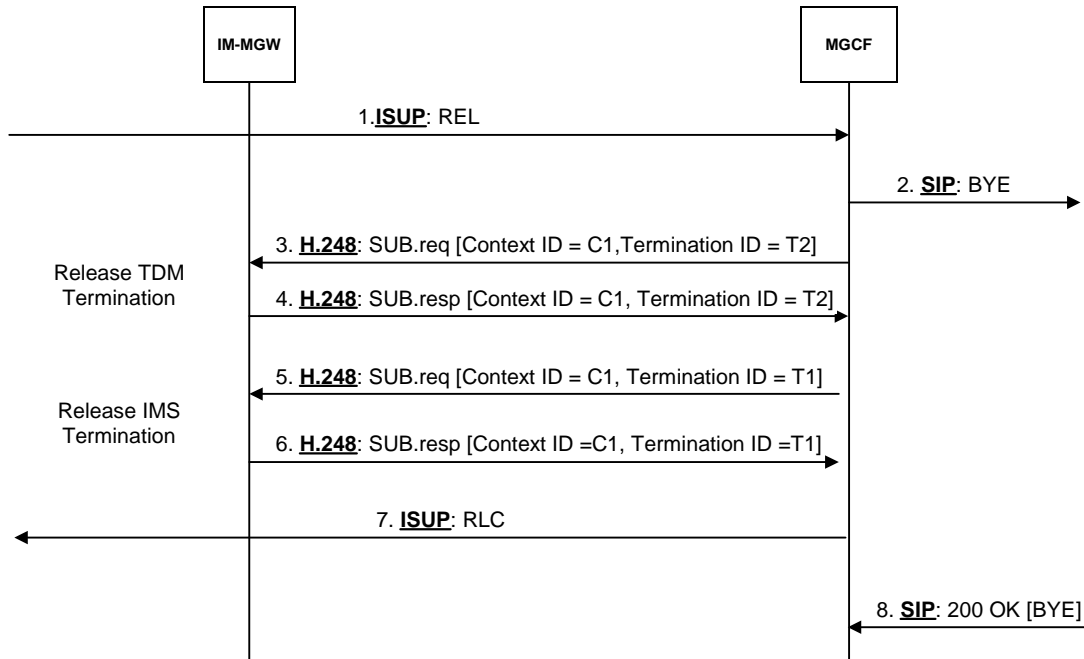 IM-MGW
MGCF
1.ISUP: REL
2. SIP: BYE
3. H.248: SUB.req [Context ID = C1,Termination ID = T2]
Release TDM
Termination
4. H.248: SUB.resp [Context ID = C1, Termination ID = T2]
5. H.248: SUB.req [Context ID = C1, Termination ID = T1]
Release IMS
Termination
6. H.248: SUB.resp [Context ID =C1, Termination ID =T1]
7. ISUP: RLC
8. SIP: 200 OK [BYE]